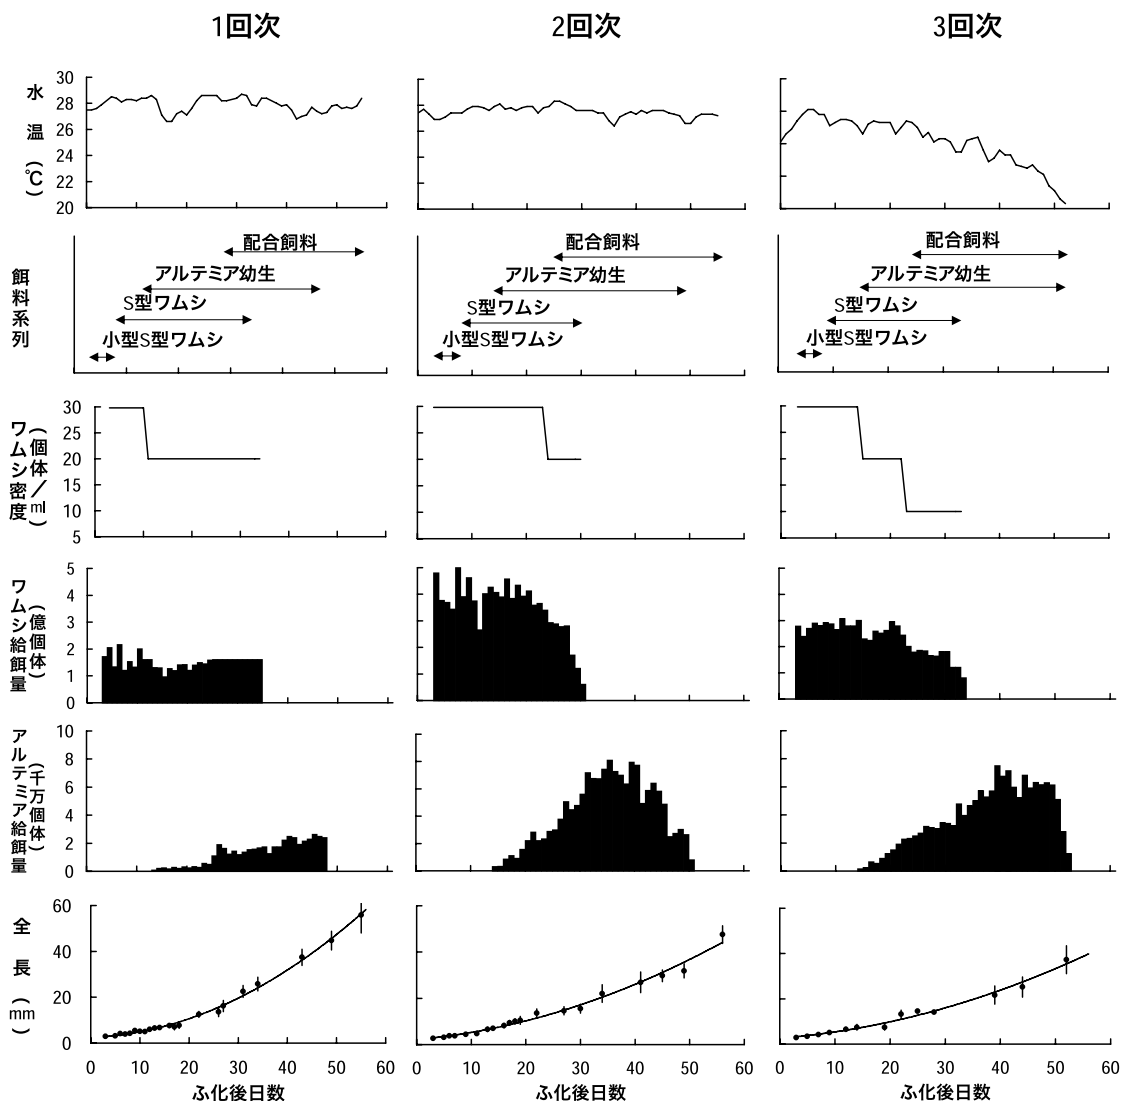 1回次 2回次 3回次
水温(℃)
30
28
26
24
22
20
餌料系列
配合飼料
アルテミア幼生
S型ワムシ
小型S型ワムシ
配合飼料
アルテミア幼生
S型ワムシ
小型S型ワムシ
配合飼料
アルテミア幼生
S型ワムシ
小型S型ワムシ
ワムシ密度
(個体/ml)
30
25
20
15
10
5
ワムシ給餌量
(億個体)
5
4
3
2
1
0
アルテミア給餌量
(千万個体)
10
8
6
4
2
0
全長(mm)
60
40
20
0
0 10 20 30 40 50 60
ふ化後日数
0 10 20 30 40 50 60
ふ化後日数
0 10 20 30 40 50 60
ふ化後日数